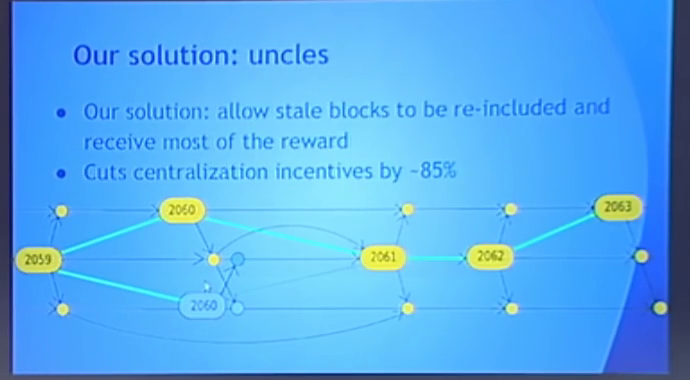 Our solution: uncles
Our solution: allow stale blocks to be re-included and
receive most of the reward
Cuts centralization incentives by ~85%
2060
2063
2059
2061
2062
2060